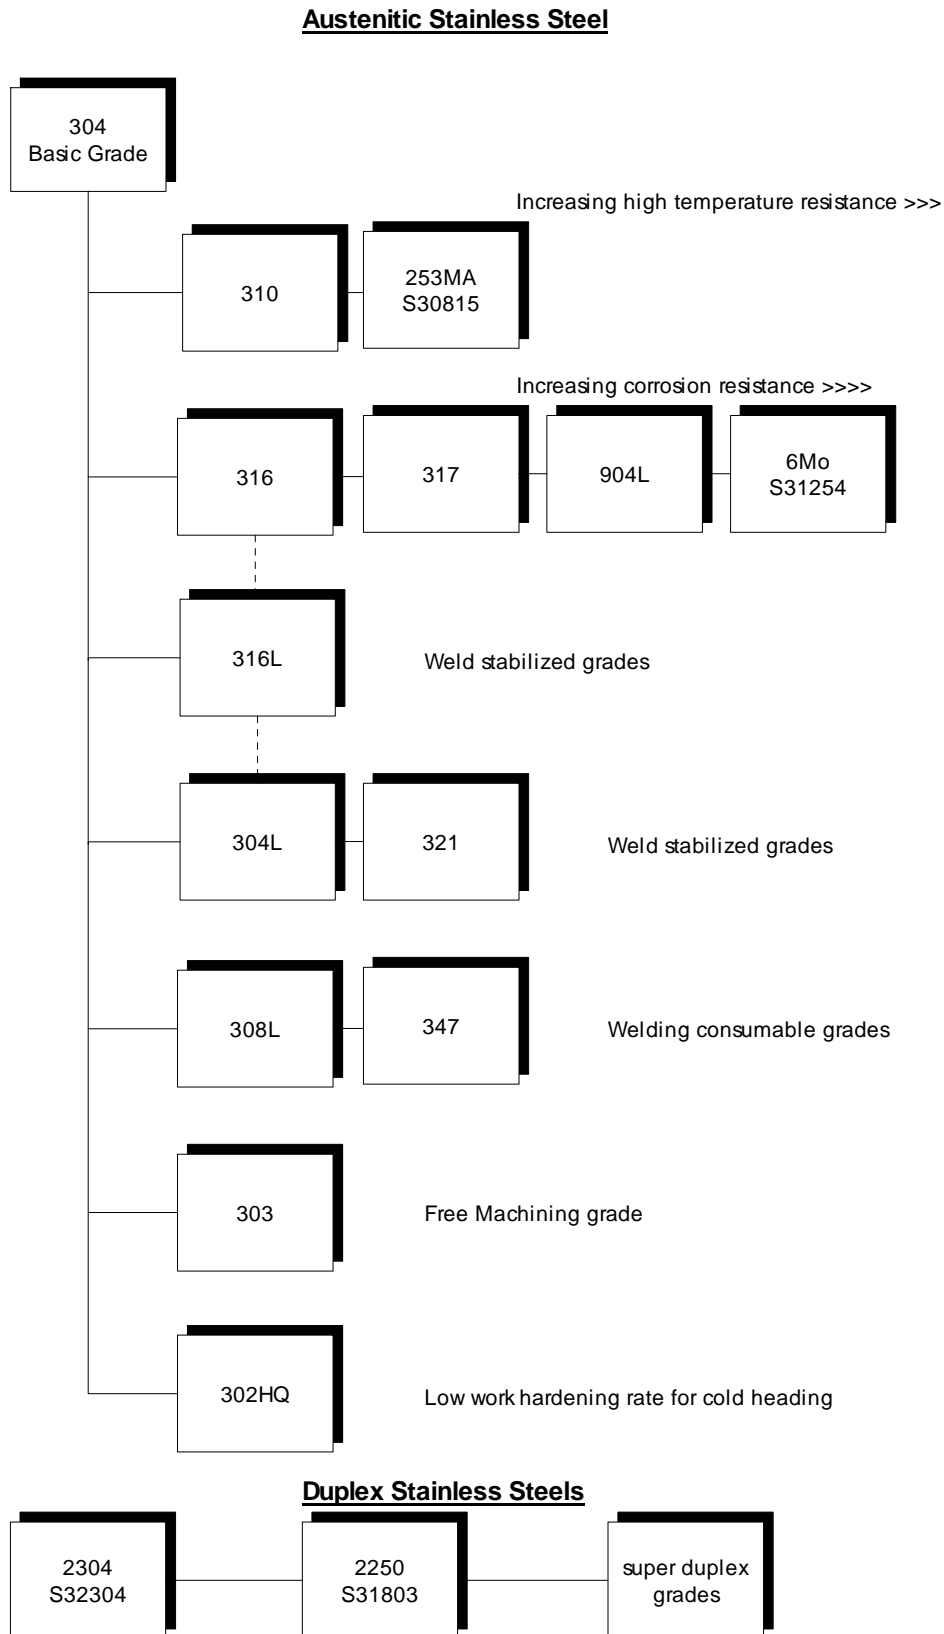 Austenitic Stainless Steel
304
Basic Grade
Increasing high temperature resistance >>>
310
253MA
S30815
Increasing corrosion resistance >>>>
316
317
904L
6Mo
S31254
316L
Weld stabilized grades
304L
321
Weld stabilized grades
308L
347
Welding consumable grades
303
Free Machining grade
302HQ
Low work hardening rate for cold heading
Duplex Stainless Steels
2304
S32304
2250
S31803
super duplex
grades